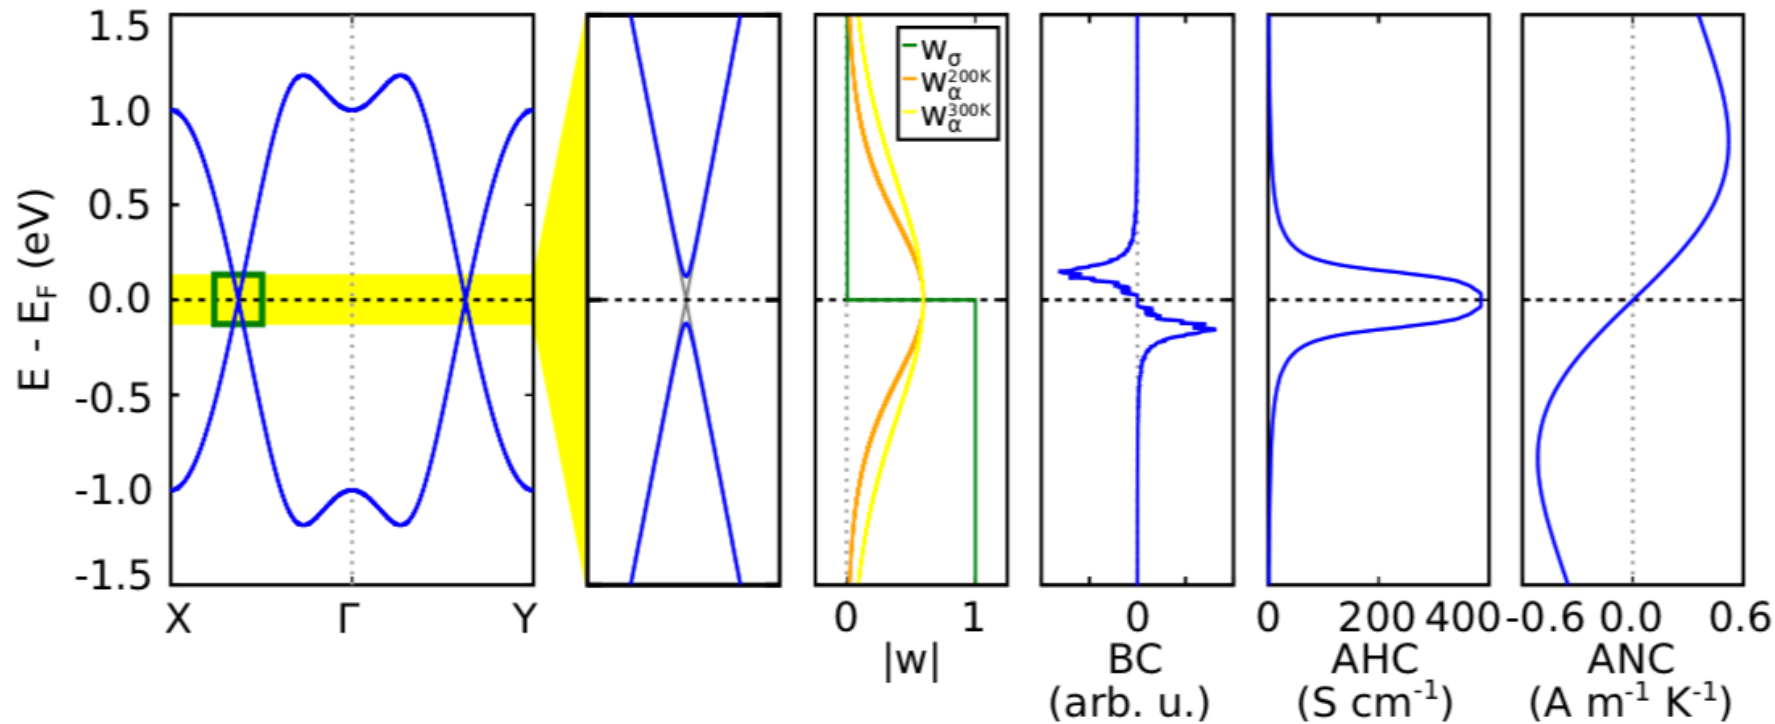 E - E_F (eV)
1.5
1.0
0.5
0.0
-0.5
-1.0
-1.5
X Γ Y
w_σ
w_α^200K
w_α^300K
0 1
|w|
0
BC
(arb. u.)
0 200 400
AHC
(S cm⁻¹)
-0.6 0.0 0.6
ANC
(A m⁻¹ K⁻¹)